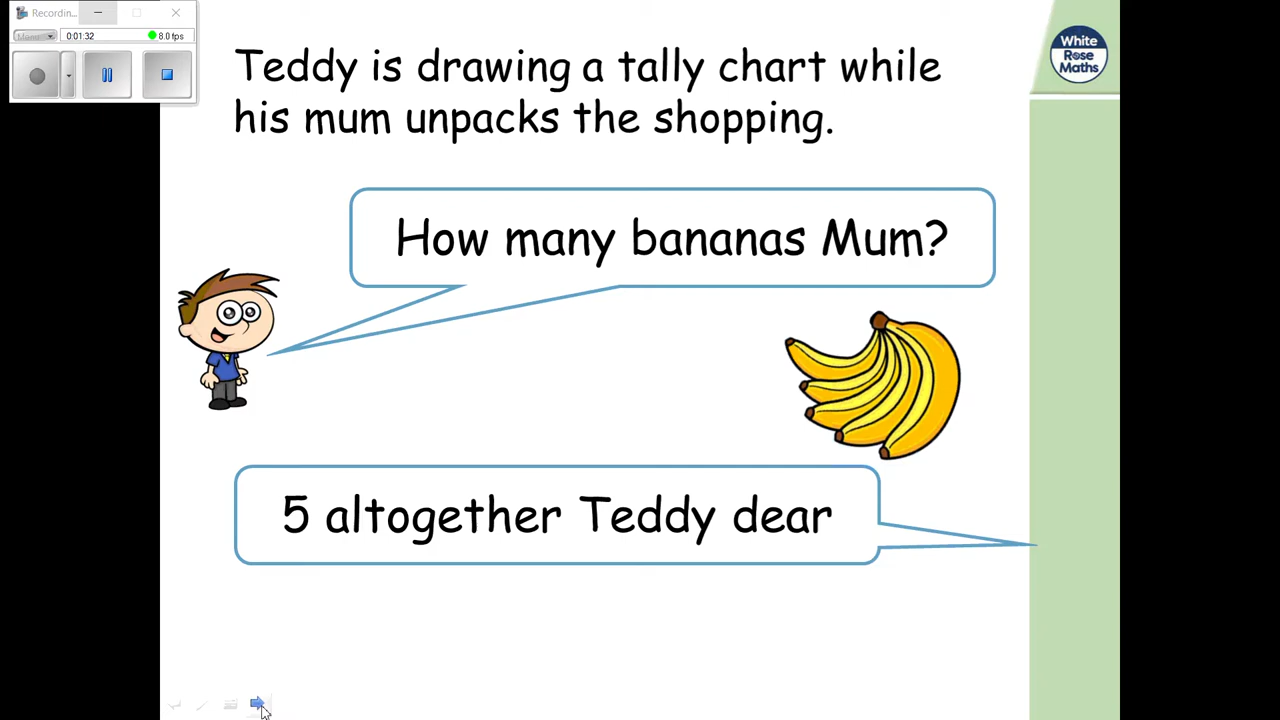 Recordin...
0:01:32
8.0 fps
Teddy is drawing a tally chart while
his mum unpacks the shopping.
White
Rose
Maths
How many bananas Mum?
5 altogether Teddy dear